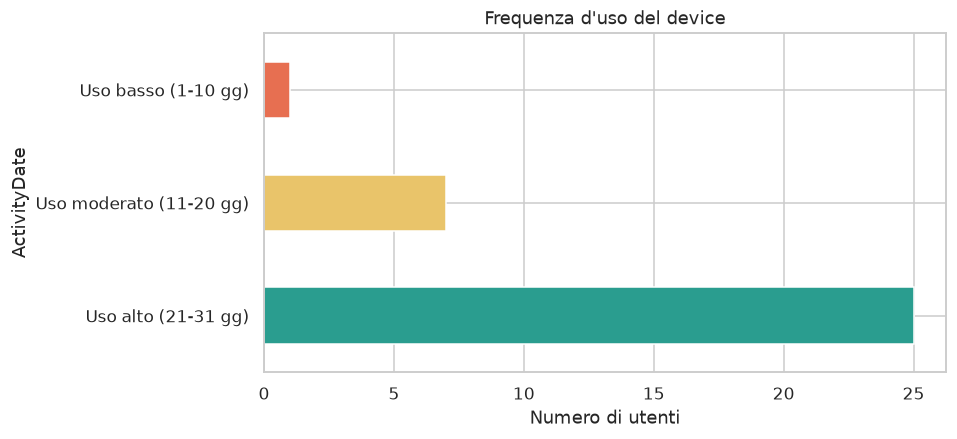 Frequenza d'uso del device
ActivityDate
Uso basso (1-10 gg)
Uso moderato (11-20 gg)
Uso alto (21-31 gg)
0 5 10 15 20 25
Numero di utenti